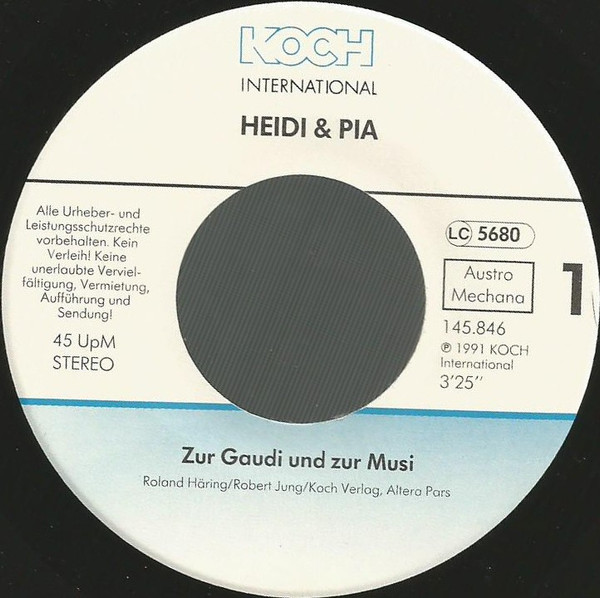 KOCH
INTERNATIONAL
HEIDI & PIA
Alle Urheber- und
Leistungsschutzrechte
vorbehalten. Kein
Verleih! Keine
unerlaubte Verviel-
fältigung, Vermietung,
Aufführung und
Sendung!
45 UpM
STEREO
LC 5680
Austro
Mechana
1
145.846
℗ 1991 KOCH
International
3'25"
Zur Gaudi und zur Musi
Roland Häring/Robert Jung/Koch Verlag, Altera Pars